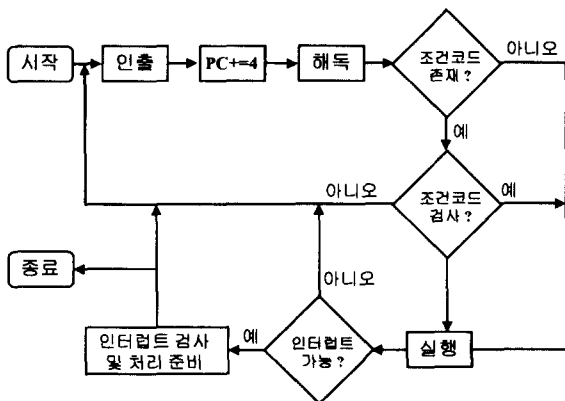 시작
인출
PC+=4
해독
조건코드
존재?
아니오
예
조건코드
검사?
아니오
예
종료
아니오
인터럽트 검사
및 처리 준비
예
인터럽트
가능?
실행